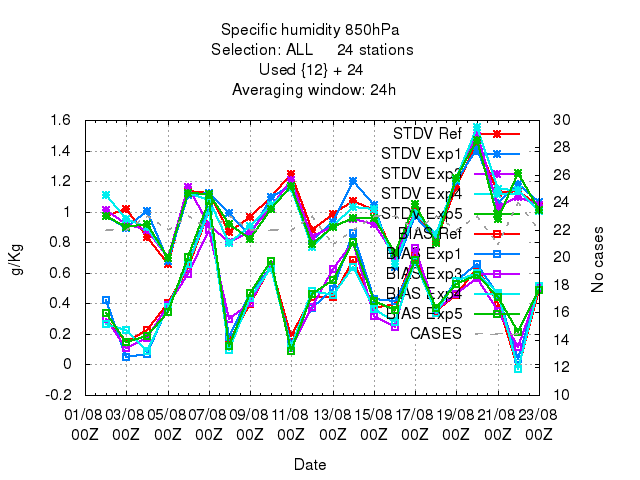 Specific humidity 850hPa
Selection: ALL 24 stations
Used {12} + 24
Averaging window: 24h
1.6
1.4
1.2
1
0.8
0.6
0.4
0.2
0
-0.2
g/Kg
30
28
26
24
22
20
18
16
14
12
10
No cases
STDV Ref
STDV Exp1
STDV Exp3
STDV Exp4
STDV Exp5
BIAS Ref
BIAS Exp1
BIAS Exp3
BIAS Exp4
BIAS Exp5
CASES
01/08 03/08 05/08 07/08 09/08 11/08 13/08 15/08 17/08 19/08 21/08 23/08
00Z 00Z 00Z 00Z 00Z 00Z 00Z 00Z 00Z 00Z 00Z 00Z
Date